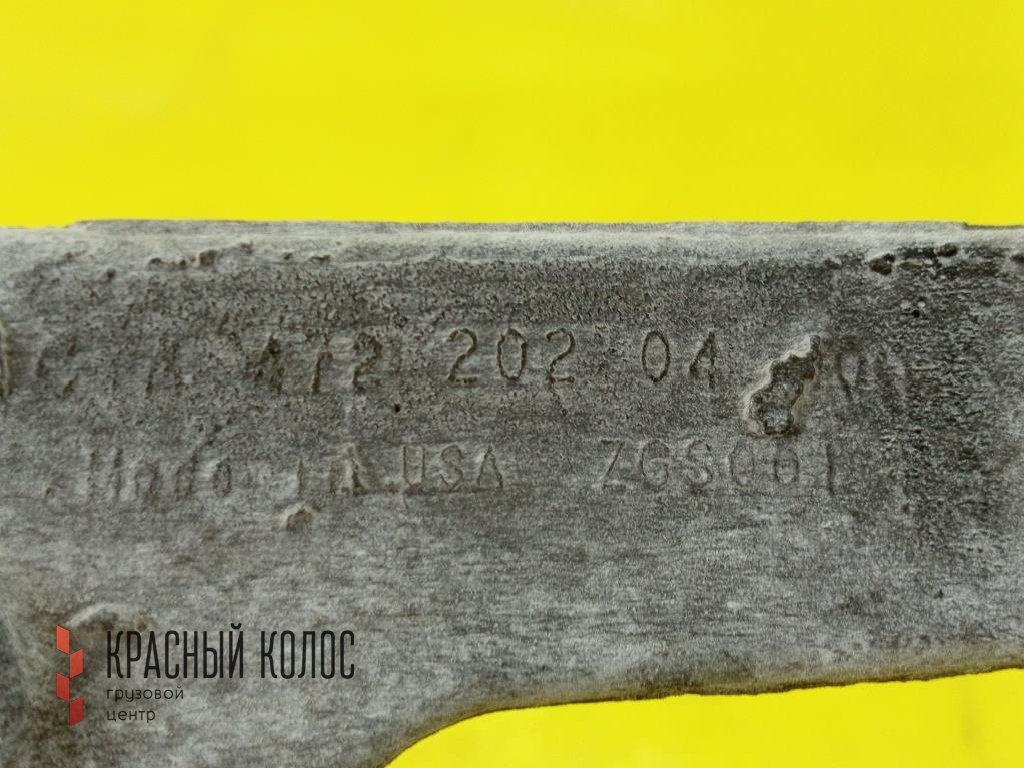 A 472 202 04
Made in USA ZGS001
КРАСНЫЙ КОЛОС
грузовой
центр